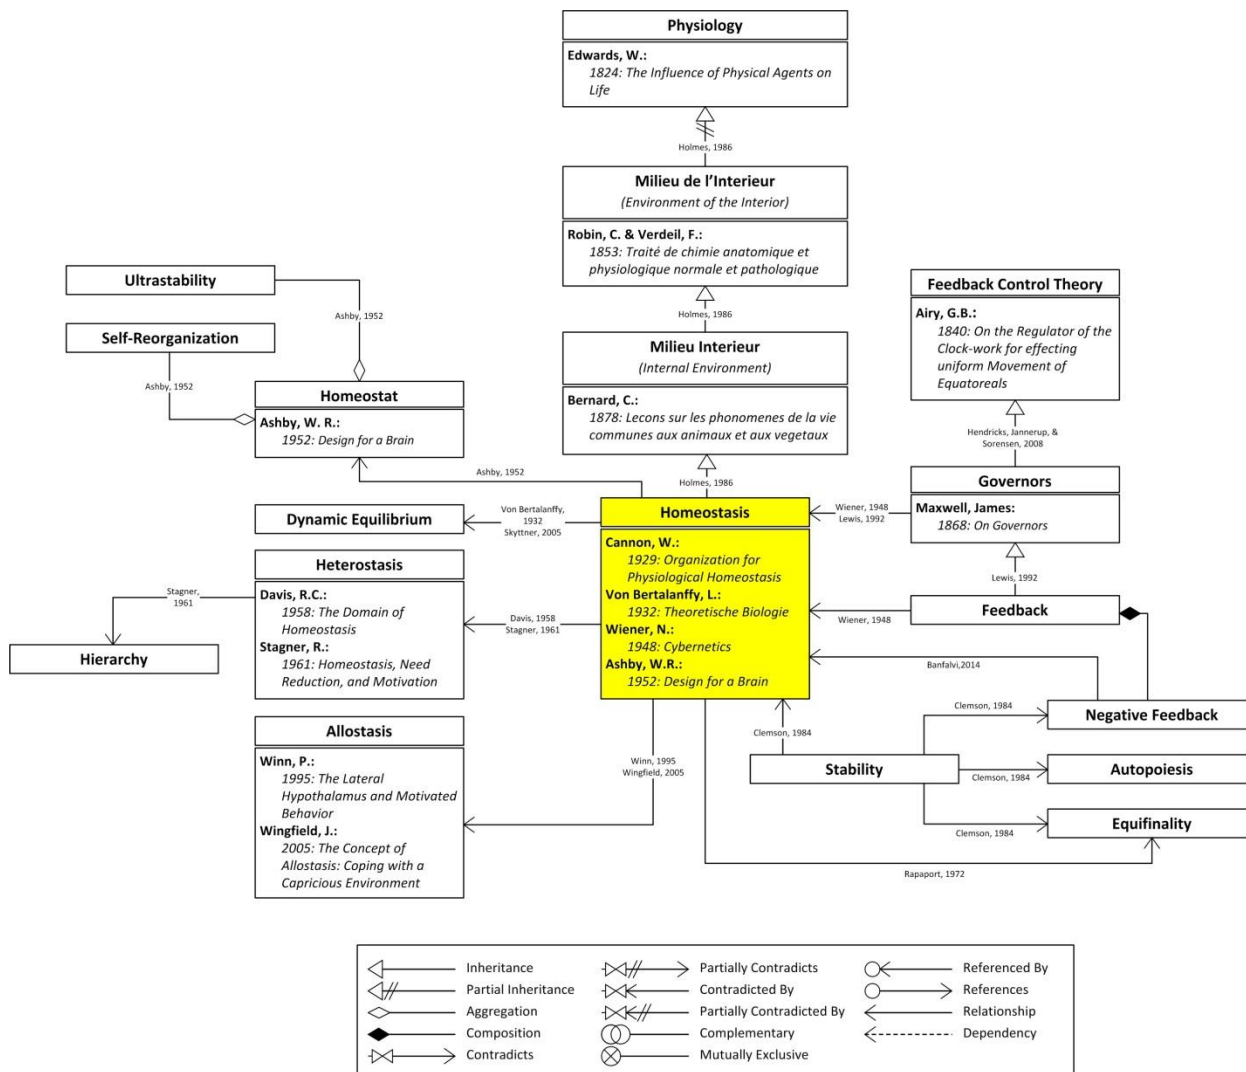 Physiology
Edwards, W.:
1824: The Influence of Physical Agents on
Life
Holmes, 1986
Milieu de l'Interieur
(Environment of the Interior)
Robin, C. & Verdeil, F.:
1853: Traité de chimie anatomique et
physiologique normale et pathologique
Holmes, 1986
Milieu Interieur
(Internal Environment)
Bernard, C.:
1878: Lecons sur les phonomenes de la vie
communes aux animaux et aux vegetaux
Holmes, 1986
Ultrastability
Ashby, 1952
Self-Reorganization
Ashby, 1952
Homeostat
Ashby, W. R.:
1952: Design for a Brain
Ashby, 1952
Feedback Control Theory
Airy, G.B.:
1840: On the Regulator of the
Clock-work for effecting
uniform Movement of
Equatoreals
Hendricks, Jannerup, &
Sorensen, 2008
Governors
Maxwell, James:
1868: On Governors
Wiener, 1948
Lewis, 1992
Lewis, 1992
Feedback
Wiener, 1948
Banfalvi,2014
Homeostasis
Cannon, W.:
1929: Organization for
Physiological Homeostasis
Von Bertalanffy, L.:
1932: Theoretische Biologie
Wiener, N.:
1948: Cybernetics
Ashby, W.R.:
1952: Design for a Brain
Dynamic Equilibrium
Von Bertalanffy,
1932
Skyttner, 2005
Heterostasis
Davis, R.C.:
1958: The Domain of
Homeostasis
Stagner, R.:
1961: Homeostasis, Need
Reduction, and Motivation
Davis, 1958
Stagner, 1961
Stagner,
1961
Hierarchy
Allostasis
Winn, P.:
1995: The Lateral
Hypothalamus and Motivated
Behavior
Wingfield, J.:
2005: The Concept of
Allostasis: Coping with a
Capricious Environment
Winn, 1995
Wingfield, 2005
Clemson,
1984
Stability
Clemson, 1984
Negative Feedback
Clemson, 1984
Autopoiesis
Clemson, 1984
Equifinality
Rapaport, 1972
Inheritance
Partial Inheritance
Aggregation
Composition
Contradicts
Partially Contradicts
Contradicted By
Partially Contradicted By
Complementary
Mutually Exclusive
Referenced By
References
Relationship
Dependency